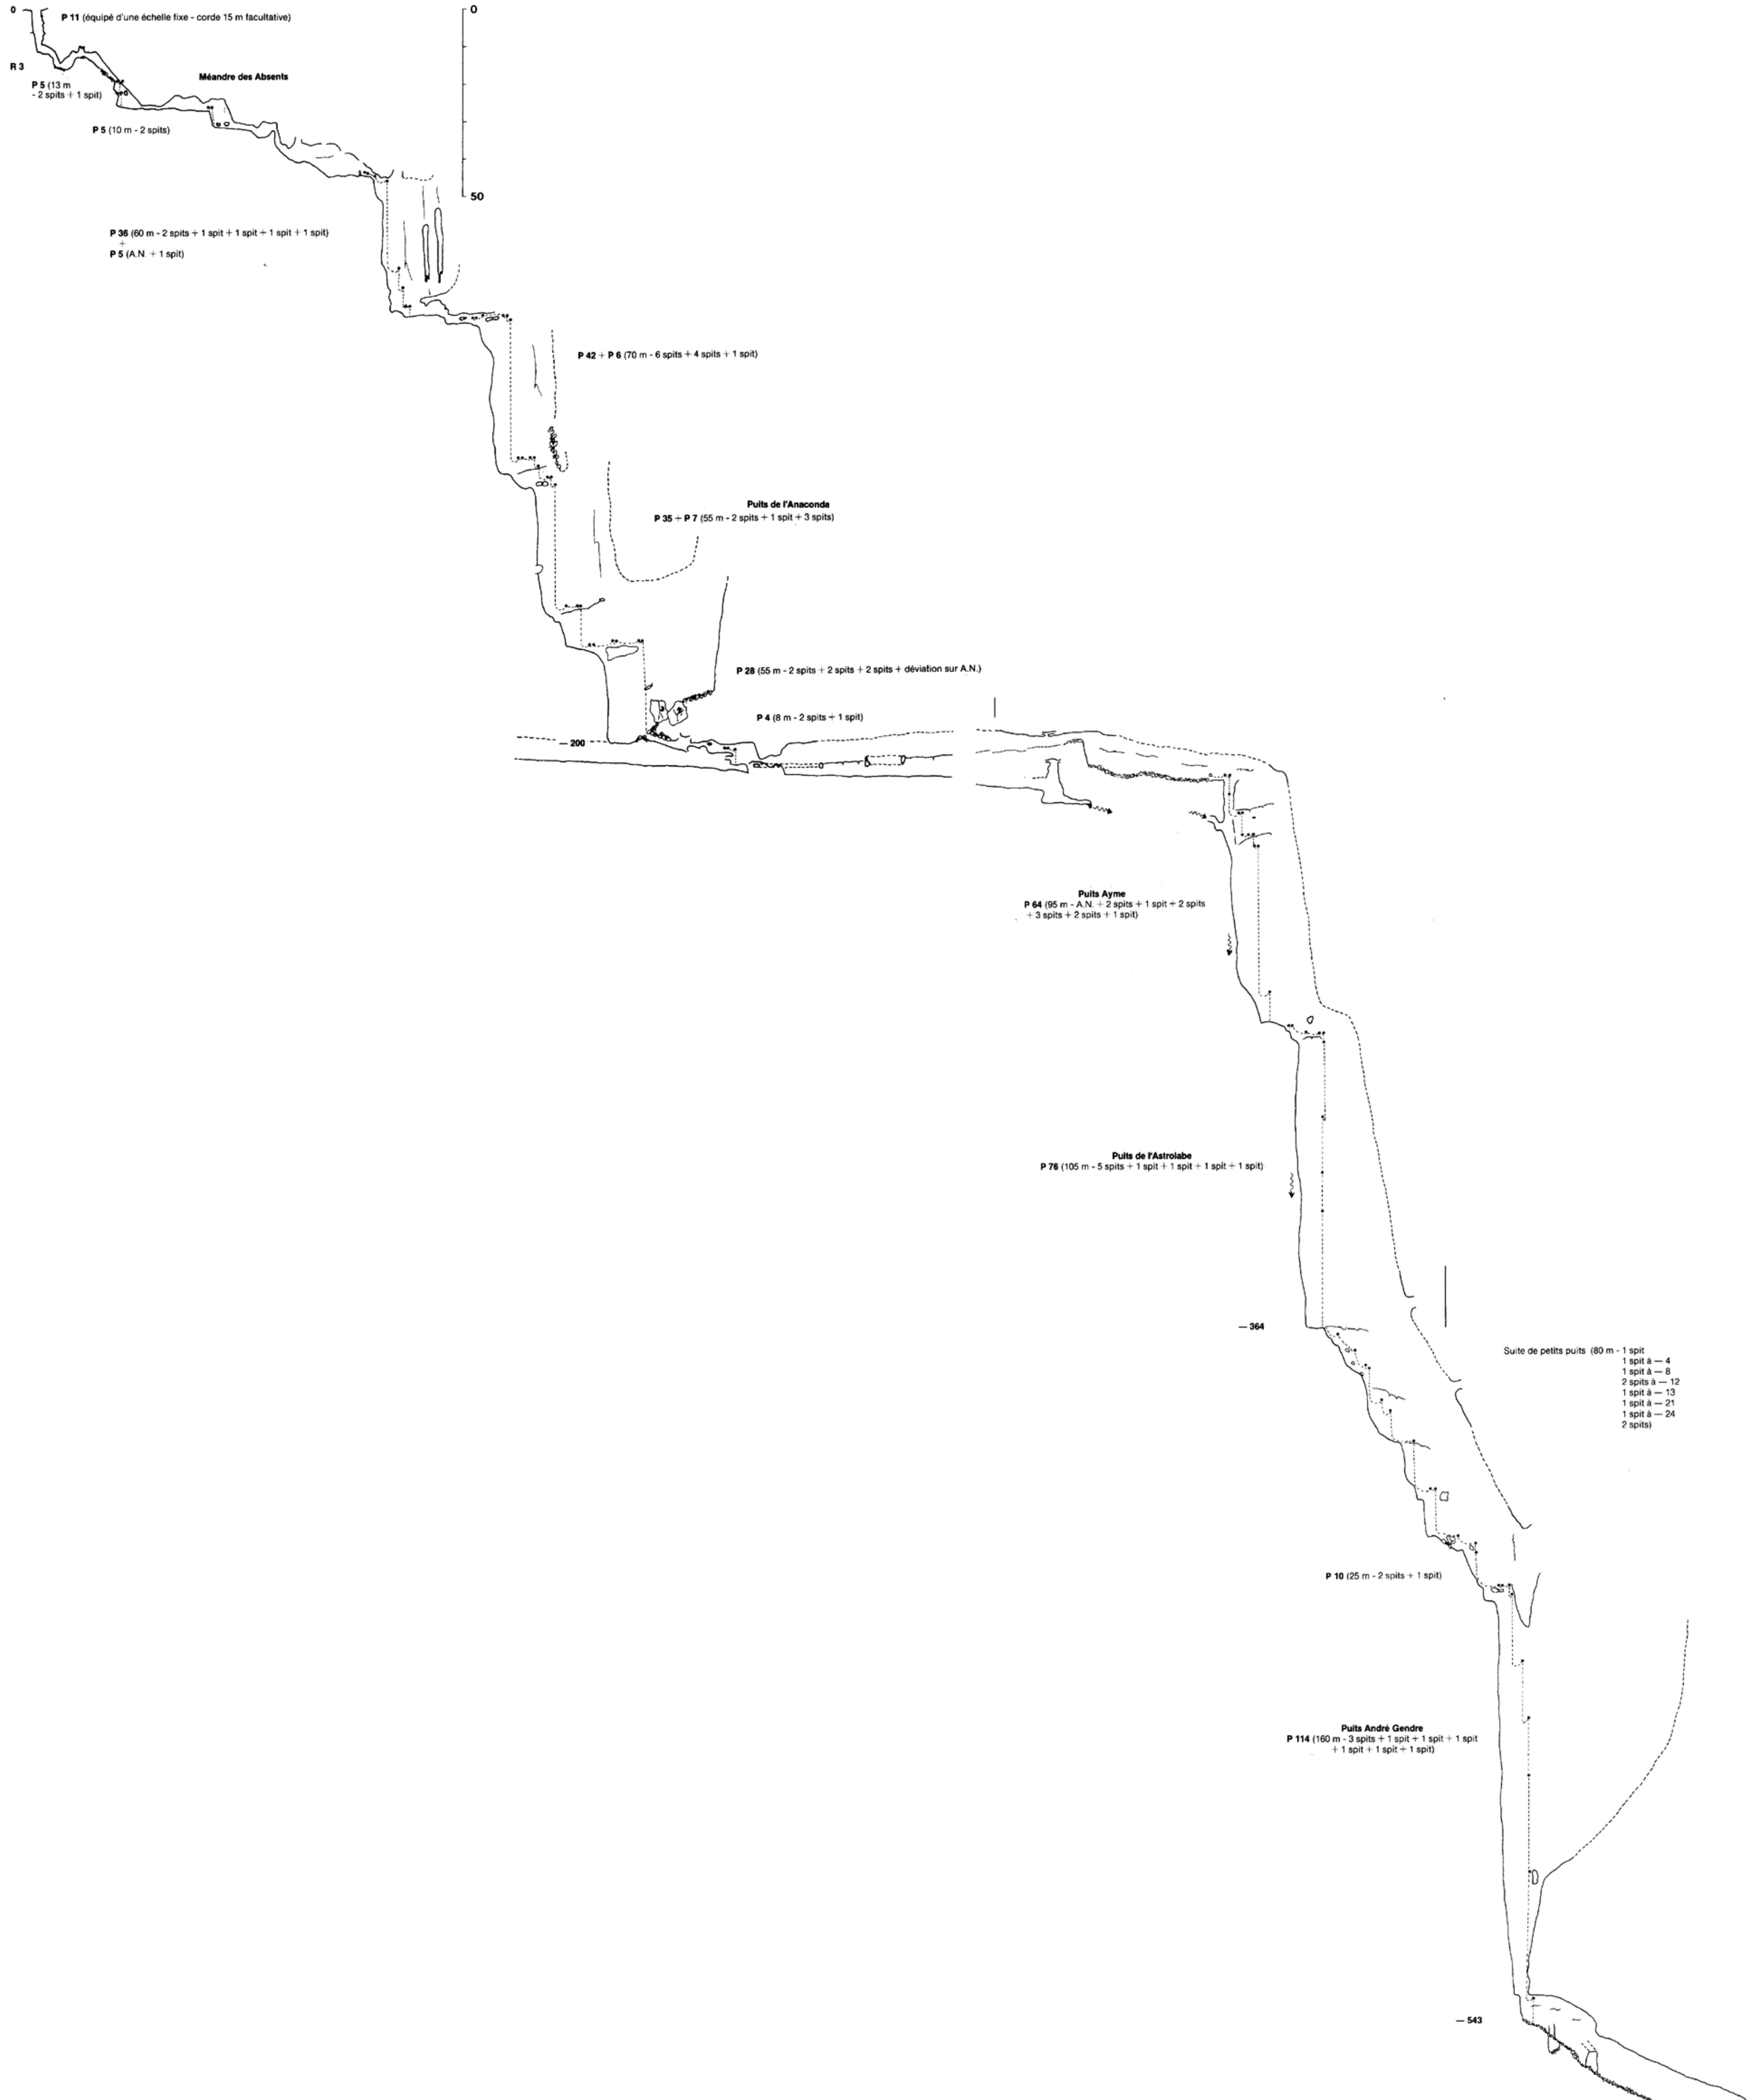 0
P 11 (équipé d'une échelle fixe - corde 15 m facultative)
0
R 3
Méandre des Absents
P 5 (13 m
- 2 spits + 1 spit)
P 5 (10 m - 2 spits)
50
P 36 (60 m - 2 spits + 1 spit + 1 spit + 1 spit + 1 spit)
+
P 5 (A.N. + 1 spit)
P 42 + P 6 (70 m - 6 spits + 4 spits + 1 spit)
Puits de l'Anaconda
P 35 + P 7 (55 m - 2 spits + 1 spit + 3 spits)
P 28 (55 m - 2 spits + 2 spits + 2 spits + déviation sur A.N.)
P 4 (8 m - 2 spits + 1 spit)
— 200
Puits Ayme
P 64 (95 m - A.N. + 2 spits + 1 spit + 2 spits
+ 3 spits + 2 spits + 1 spit)
Puits de l'Astrolabe
P 76 (105 m - 5 spits + 1 spit + 1 spit + 1 spit + 1 spit)
— 364
Suite de petits puits (80 m - 1 spit
1 spit à — 4
1 spit à — 8
2 spits à — 12
1 spit à — 13
1 spit à — 21
1 spit à — 24
2 spits)
P 10 (25 m - 2 spits + 1 spit)
Puits André Gendre
P 114 (160 m - 3 spits + 1 spit + 1 spit + 1 spit
+ 1 spit + 1 spit + 1 spit)
— 543